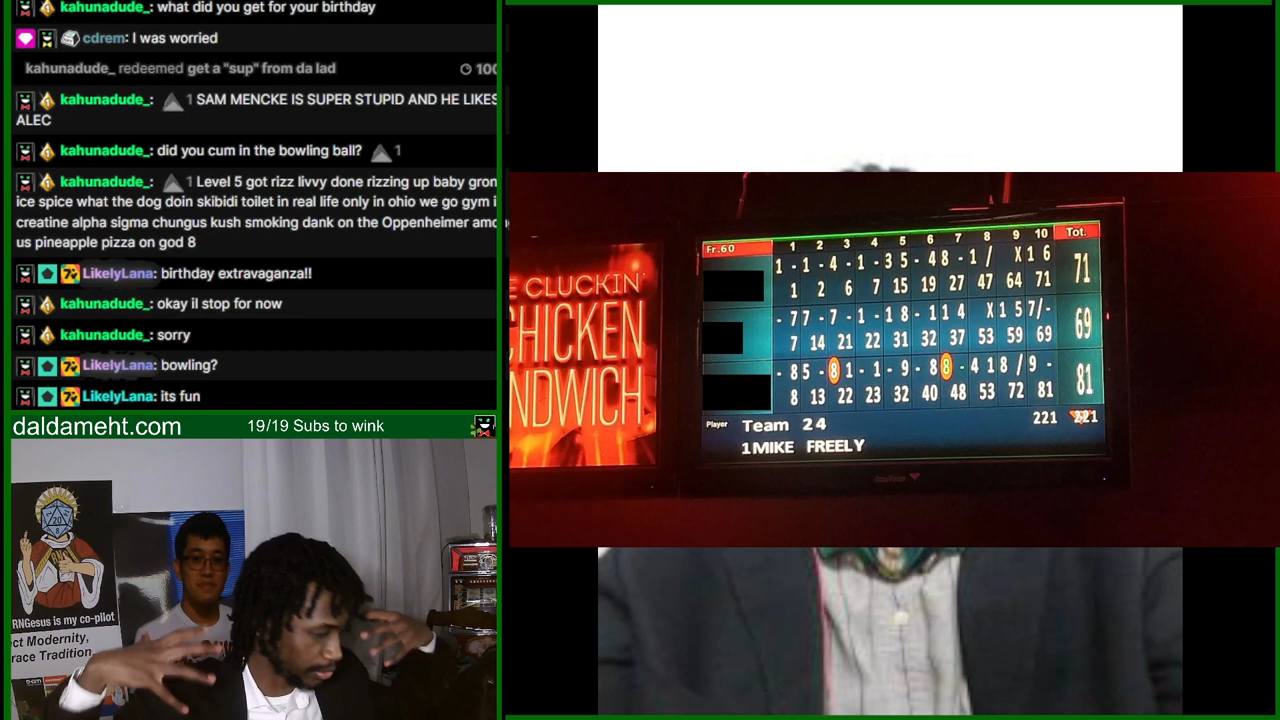 kahunadude_: what did you get for your birthday
cdrem: I was worried
kahunadude_ redeemed get a "sup" from da lad 100
kahunadude_: 1 SAM MENCKE IS SUPER STUPID AND HE LIKES
ALEC
kahunadude_: did you cum in the bowling ball? 1
kahunadude_: 1 Level 5 got rizz livvy done rizzing up baby gron
ice spice what the dog doin skibidi toilet in real life only in ohio we go gym i
creatine alpha sigma chungus kush smoking dank on the Oppenheimer amo
us pineapple pizza on god 8
LikelyLana: birthday extravaganza!!
kahunadude_: okay il stop for now
kahunadude_: sorry
LikelyLana: bowling?
LikelyLana: its fun
daldameht.com 19/19 Subs to wink
RNGesus is my co-pilot
ct Modernity,
race Tradition
E CLUCKIN'
CHICKEN
NDWICH
Fr.60 1 2 3 4 5 6 7 8 9 10 Tot.
1 - 1 - 4 - 1 - 3 5 - 4 8 - 1 / X 1 6
1 2 6 7 15 19 27 47 64 71 71
- 7 7 - 7 - 1 - 1 8 - 1 1 4 X 1 5 7 / -
7 14 21 22 31 32 37 53 59 69 69
- 8 5 - 8 1 - 1 - 9 - 8 8 - 4 1 8 / 9 -
8 13 22 23 32 40 48 53 72 81 81
Player Team 24 221
1MIKE FREELY